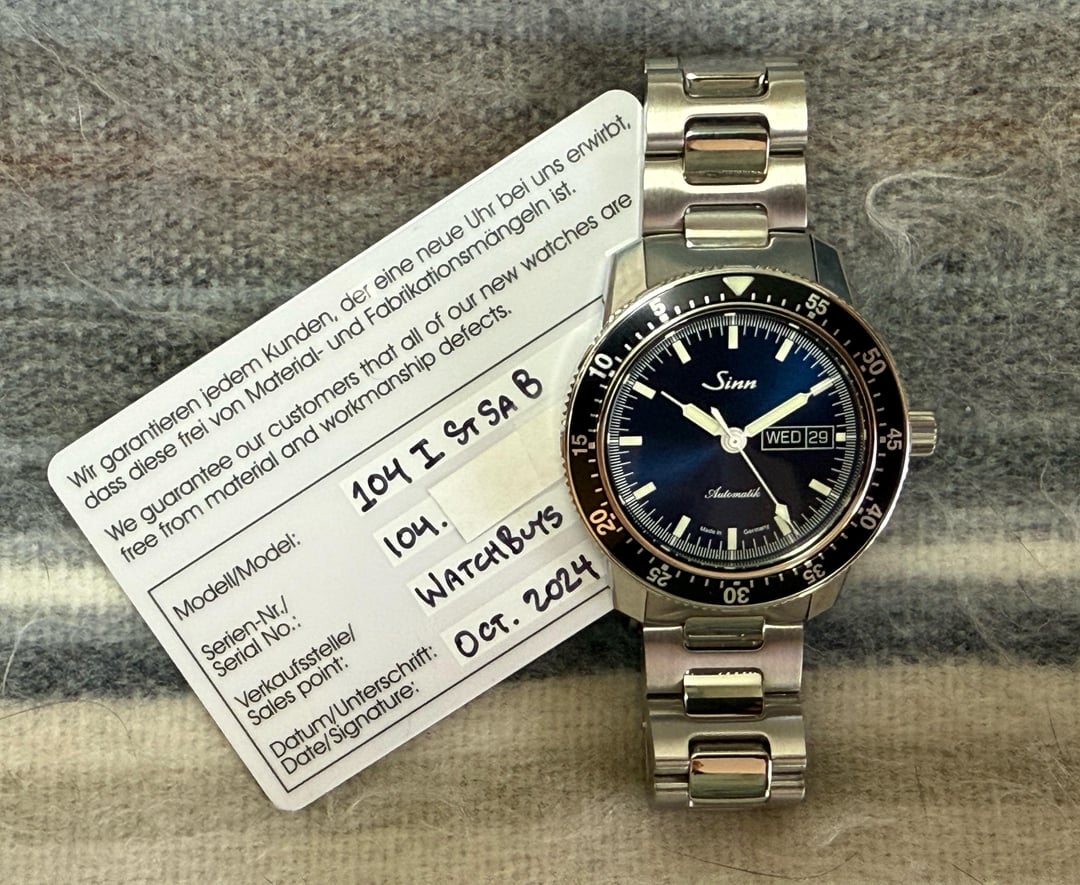 Wir garantieren jedem Kunden, der eine neue Uhr bei uns erwirbt,
dass diese frei von Material- und Fabrikationsmängeln ist.
We guarantee our customers that all of our new watches are
free from material and workmanship defects.
Modell/Model: 104 I St SA B
Serien-Nr./
Serial No.: 104.
Verkaufsstelle/
Sales point: WATCHBUYS
Datum/Unterschrift:
Date/Signature: OCT. 2024
5 55
10 50
Sinn
15 WED 29 45
Automatik
20 40
Made in Germany
25 35
30